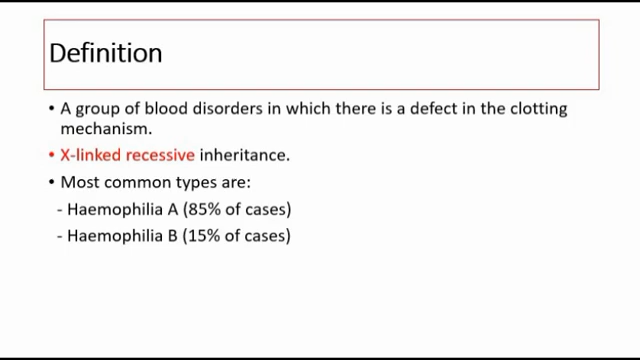 Definition
• A group of blood disorders in which there is a defect in the clotting
mechanism.
• X-linked recessive inheritance.
• Most common types are:
- Haemophilia A (85% of cases)
- Haemophilia B (15% of cases)